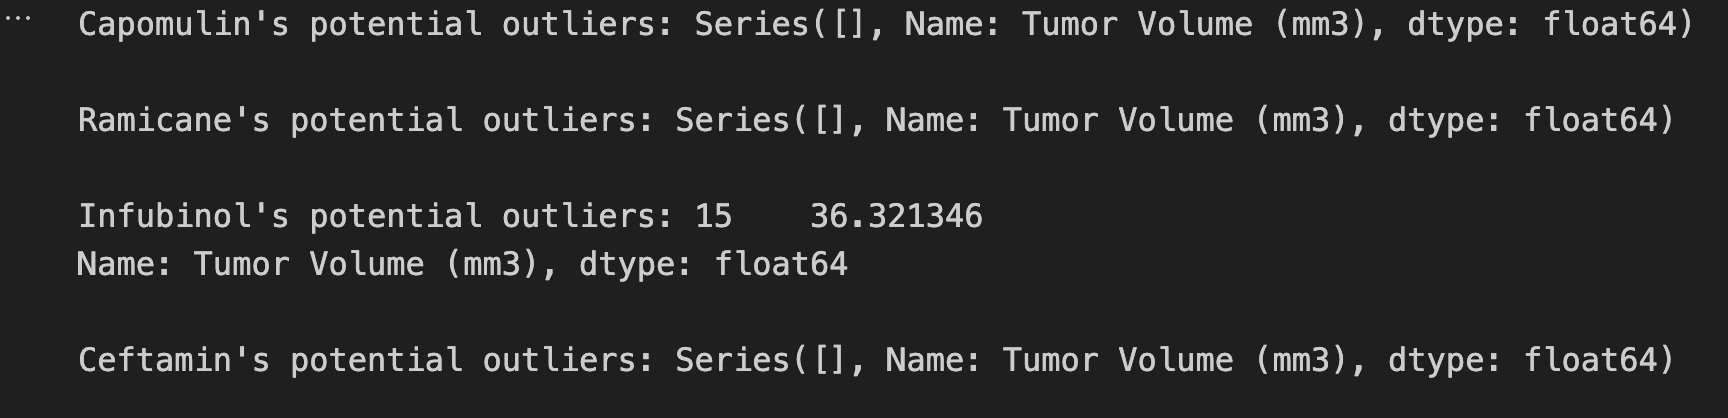 ...
Capomulin's potential outliers: Series([], Name: Tumor Volume (mm3), dtype: float64)
Ramicane's potential outliers: Series([], Name: Tumor Volume (mm3), dtype: float64)
Infubinol's potential outliers: 15    36.321346
Name: Tumor Volume (mm3), dtype: float64
Ceftamin's potential outliers: Series([], Name: Tumor Volume (mm3), dtype: float64)